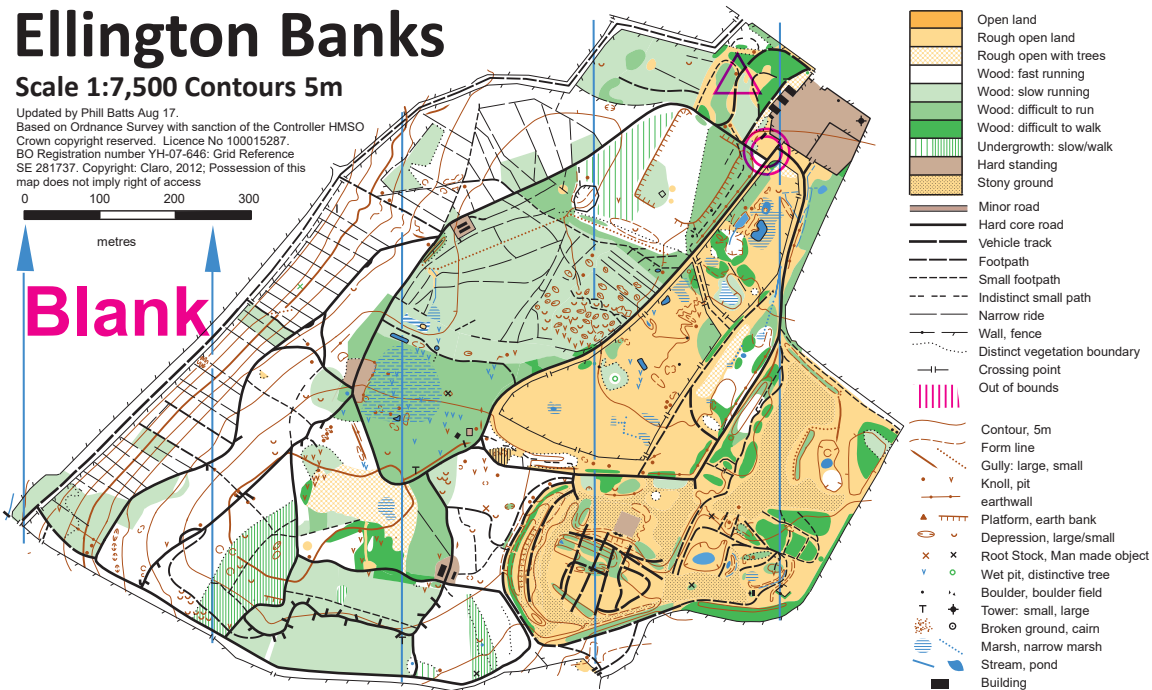 Ellington Banks
Scale 1:7,500 Contours 5m
Updated by Phill Batts Aug 17.
Based on Ordnance Survey with sanction of the Controller HMSO
Crown copyright reserved. Licence No 100015287.
BO Registration number YH-07-646: Grid Reference
SE 281737. Copyright: Claro, 2012; Possession of this
map does not imply right of access
0 100 200 300
metres
Blank
Open land
Rough open land
Rough open with trees
Wood: fast running
Wood: slow running
Wood: difficult to run
Wood: difficult to walk
Undergrowth: slow/walk
Hard standing
Stony ground
Minor road
Hard core road
Vehicle track
Footpath
Small footpath
Indistinct small path
Narrow ride
Wall, fence
Distinct vegetation boundary
Crossing point
Out of bounds
Contour, 5m
Form line
Gully: large, small
Knoll, pit
earthwall
Platform, earth bank
Depression, large/small
Root Stock, Man made object
Wet pit, distinctive tree
Boulder, boulder field
Tower: small, large
Broken ground, cairn
Marsh, narrow marsh
Stream, pond
Building